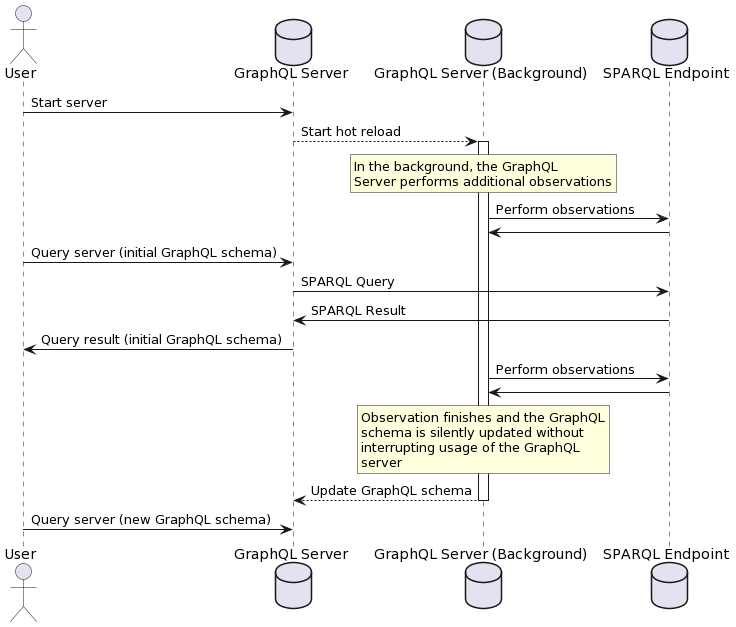 User
GraphQL Server
GraphQL Server (Background)
SPARQL Endpoint
Start server
Start hot reload
In the background, the GraphQL
Server performs additional observations
Perform observations
Query server (initial GraphQL schema)
SPARQL Query
SPARQL Result
Query result (initial GraphQL schema)
Perform observations
Observation finishes and the GraphQL
schema is silently updated without
interrupting usage of the GraphQL
server
Update GraphQL schema
Query server (new GraphQL schema)
User
GraphQL Server
GraphQL Server (Background)
SPARQL Endpoint